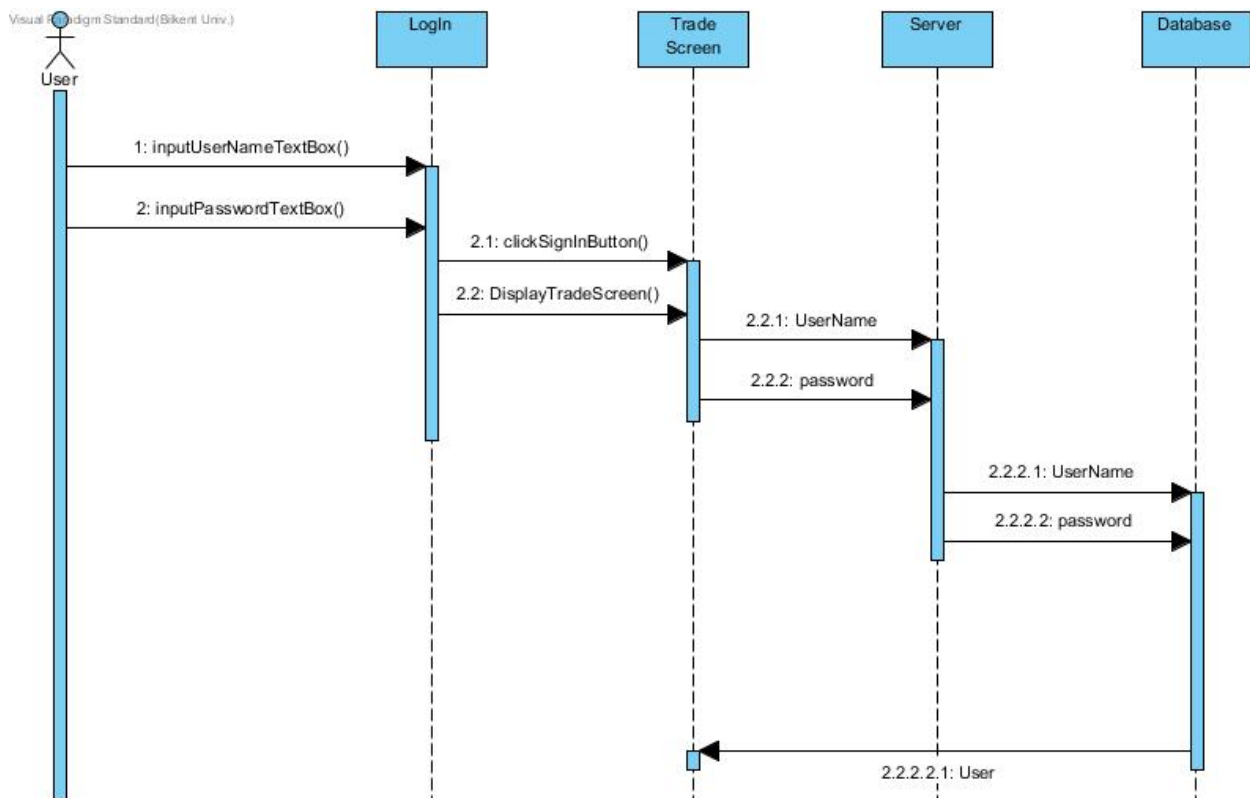 Visual Paradigm Standard(Bilkent Univ.)
User
LogIn
Trade
Screen
Server
Database
1: inputUserNameTextBox()
2: inputPasswordTextBox()
2.1: clickSignInButton()
2.2: DisplayTradeScreen()
2.2.1: UserName
2.2.2: password
2.2.2.1: UserName
2.2.2.2: password
2.2.2.2.1: User